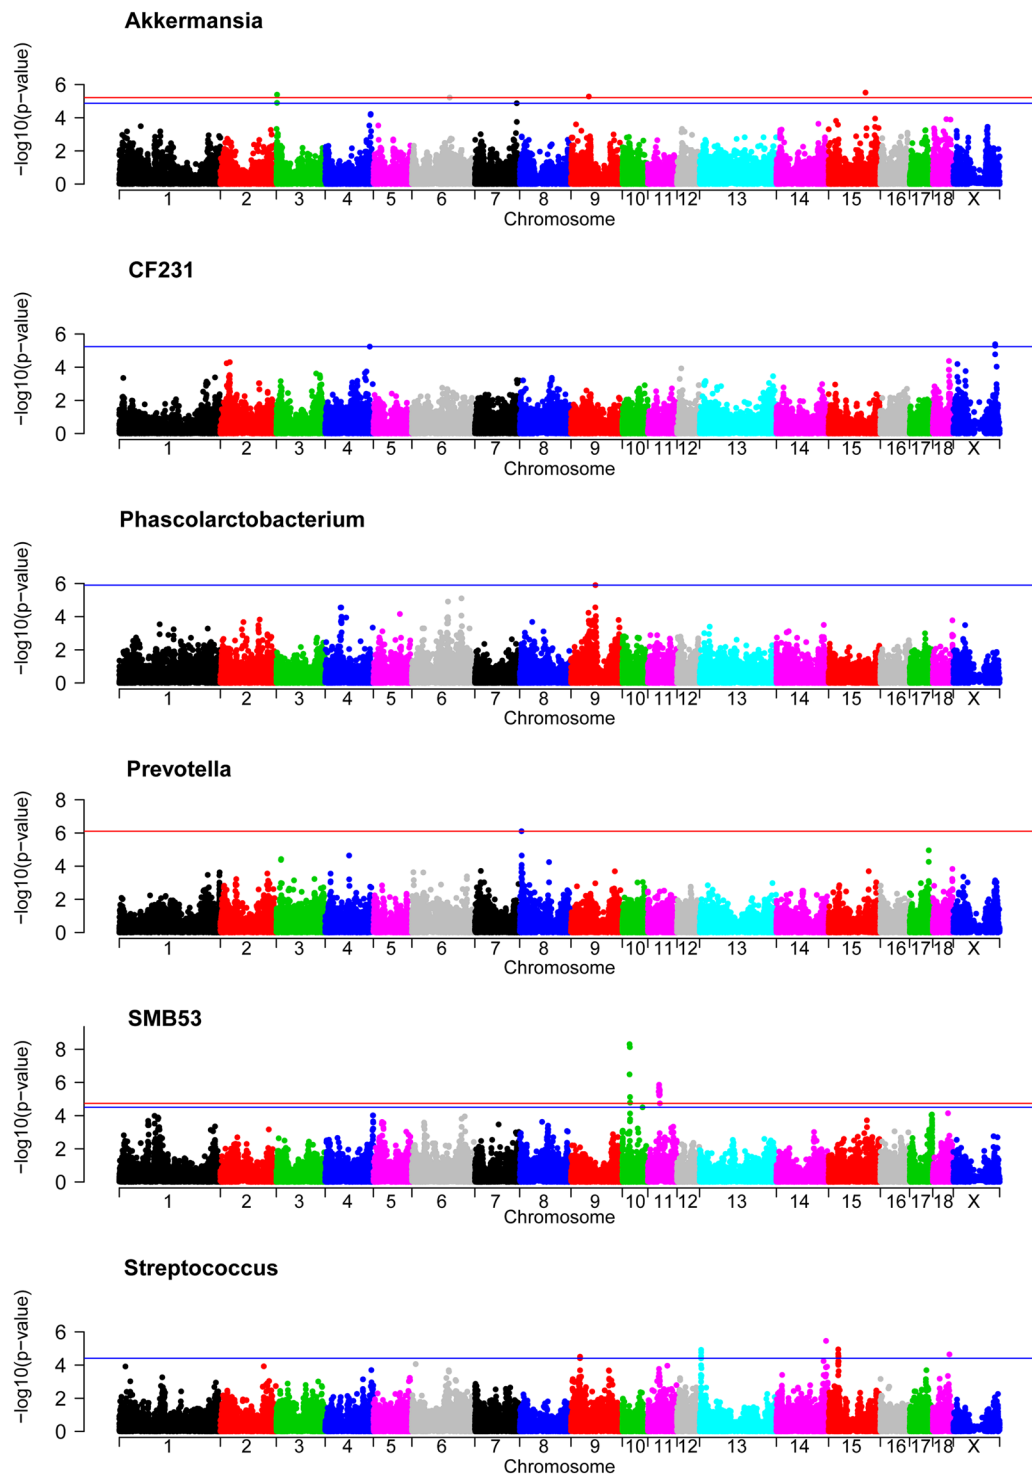 Akkermansia
−log10(p−value)
6
4
2
0
1 2 3 4 5 6 7 8 9 10 11 12 13 14 15 16 17 18 X
Chromosome
CF231
−log10(p−value)
6
4
2
0
1 2 3 4 5 6 7 8 9 10 11 12 13 14 15 16 17 18 X
Chromosome
Phascolarctobacterium
−log10(p−value)
6
4
2
0
1 2 3 4 5 6 7 8 9 10 11 12 13 14 15 16 17 18 X
Chromosome
Prevotella
−log10(p−value)
8
6
4
2
0
1 2 3 4 5 6 7 8 9 10 11 12 13 14 15 16 17 18 X
Chromosome
SMB53
−log10(p−value)
8
6
4
2
0
1 2 3 4 5 6 7 8 9 10 11 12 13 14 15 16 17 18 X
Chromosome
Streptococcus
−log10(p−value)
6
4
2
0
1 2 3 4 5 6 7 8 9 10 11 12 13 14 15 16 17 18 X
Chromosome